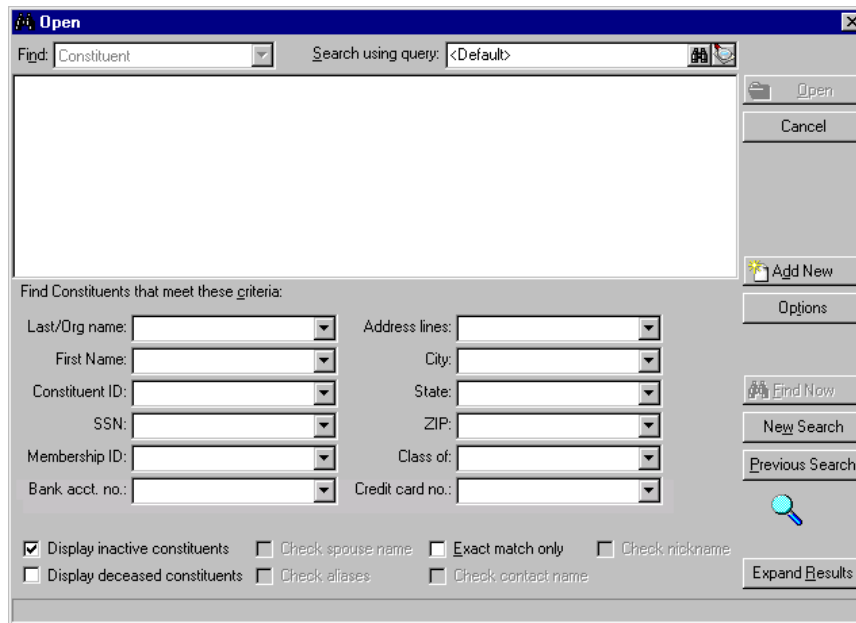 Open
Find: Constituent Search using query: <Default>
Open
Cancel
Add New
Options
Find Constituents that meet these criteria:
Last/Org name: Address lines:
First Name: City:
Constituent ID: State:
SSN: ZIP:
Membership ID: Class of:
Bank acct. no.: Credit card no.:
Find Now
New Search
Previous Search
Display inactive constituents Check spouse name Exact match only Check nickname
Display deceased constituents Check aliases Check contact name
Expand Results